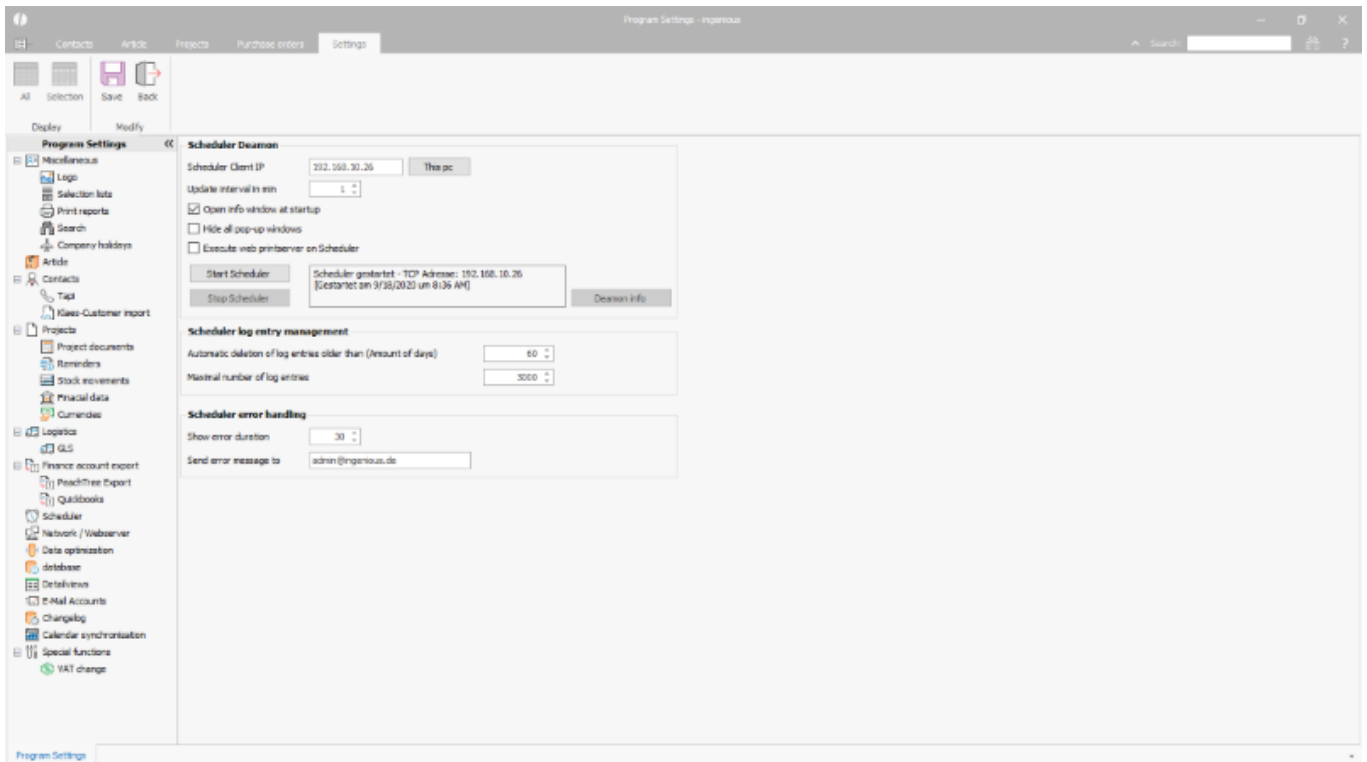 Program Settings - ingenious
Contacts Article Projects Purchase orders Settings Search: ?
All Selection Save Back
Display Modify
Program Settings
Miscellaneous
Logo
Selection lists
Print reports
Search
Company holidays
Article
Contacts
Tapi
Klaes-Customer import
Projects
Project documents
Reminders
Stock movements
Finacial data
Currencies
Logistics
GLS
Finance account export
PeachTree Export
Quickbooks
Scheduler
Network / Webserver
Data optimization
database
Detailviews
E-Mail Accounts
Changelog
Calendar synchronisation
Special functions
VAT change
Scheduler Deamon
Scheduler Client IP 192.168.10.26 This pc
Update interval in min 1
Open info window at startup
Hide all pop-up windows
Execute web printserver on Scheduler
Start Scheduler Scheduler gestartet - TCP Adresse: 192.168.10.26
[Gestartet am 9/18/2020 um 8:36 AM]
Stop Scheduler Deamon info
Scheduler log entry management
Automatic deletion of log entries older than (Amount of days) 60
Maximal number of log entries 3000
Scheduler error handling
Show error duration 30
Send error message to admin@ingenious.de
Program Settings